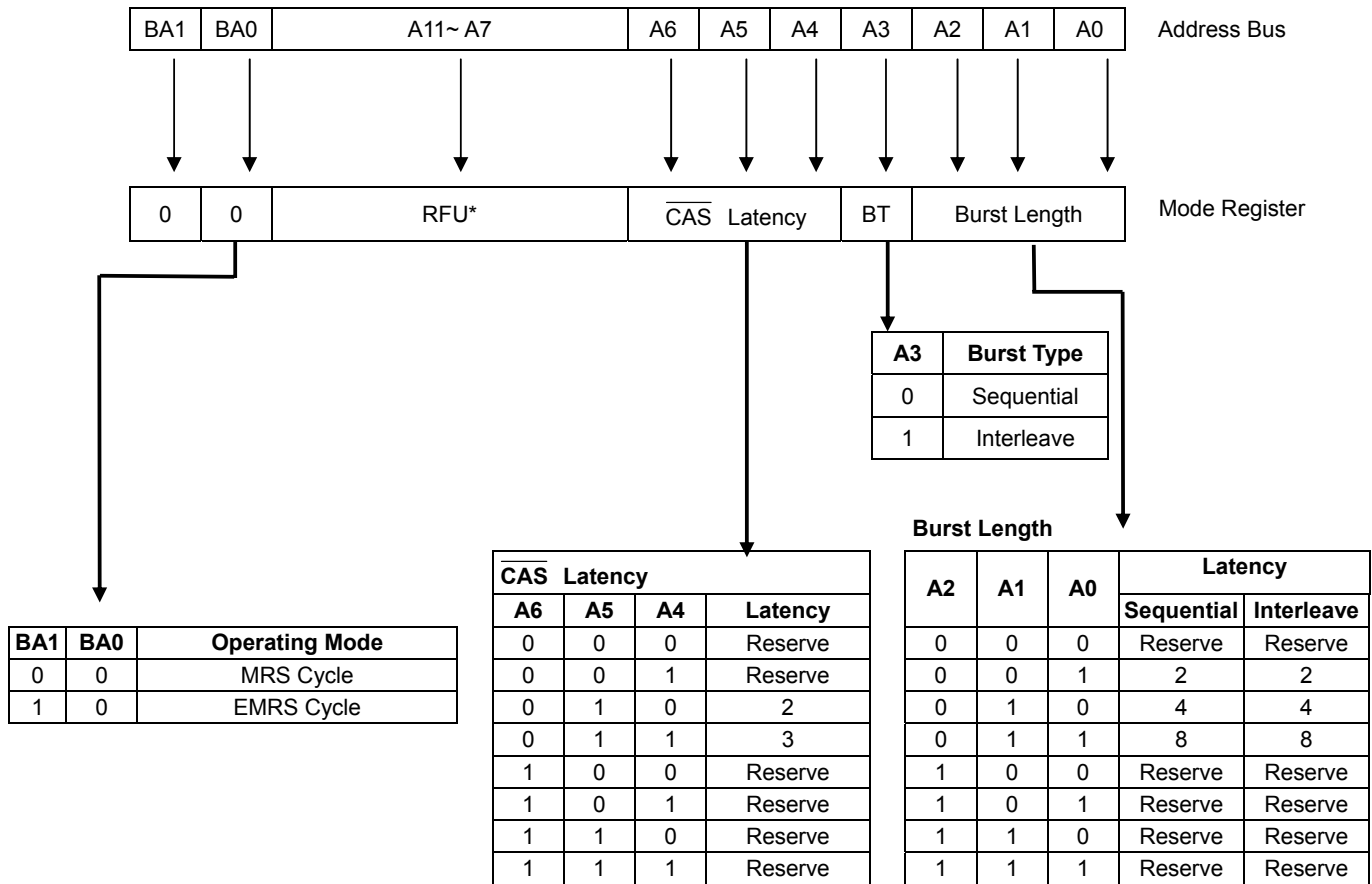 BA1 BA0 A11~ A7 A6 A5 A4 A3 A2 A1 A0 Address Bus
0 0 RFU* CAS Latency BT Burst Length Mode Register
A3 Burst Type
0 Sequential
1 Interleave
BA1 BA0 Operating Mode
0 0 MRS Cycle
1 0 EMRS Cycle
CAS Latency
A6 A5 A4 Latency
0 0 0 Reserve
0 0 1 Reserve
0 1 0 2
0 1 1 3
1 0 0 Reserve
1 0 1 Reserve
1 1 0 Reserve
1 1 1 Reserve
Burst Length
A2 A1 A0 Latency
Sequential Interleave
0 0 0 Reserve Reserve
0 0 1 2 2
0 1 0 4 4
0 1 1 8 8
1 0 0 Reserve Reserve
1 0 1 Reserve Reserve
1 1 0 Reserve Reserve
1 1 1 Reserve Reserve